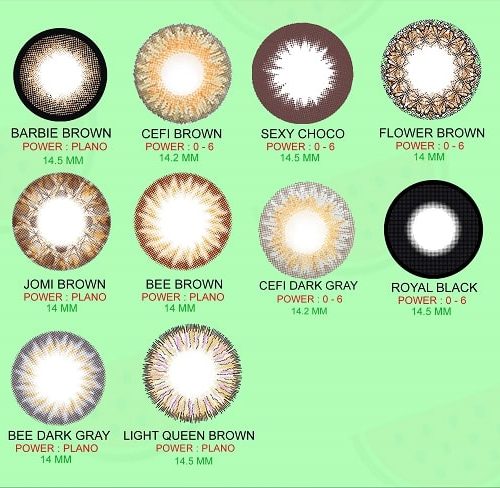 BARBIE BROWN
POWER : PLANO
14.5 MM
CEFI BROWN
POWER : 0 - 6
14.2 MM
SEXY CHOCO
POWER : 0 - 6
14.5 MM
FLOWER BROWN
POWER : 0 - 6
14 MM
JOMI BROWN
POWER : PLANO
14 MM
BEE BROWN
POWER : PLANO
14 MM
CEFI DARK GRAY
POWER : 0 - 6
14.2 MM
ROYAL BLACK
POWER : 0 - 6
14.5 MM
BEE DARK GRAY
POWER : PLANO
14 MM
LIGHT QUEEN BROWN
POWER : PLANO
14.5 MM